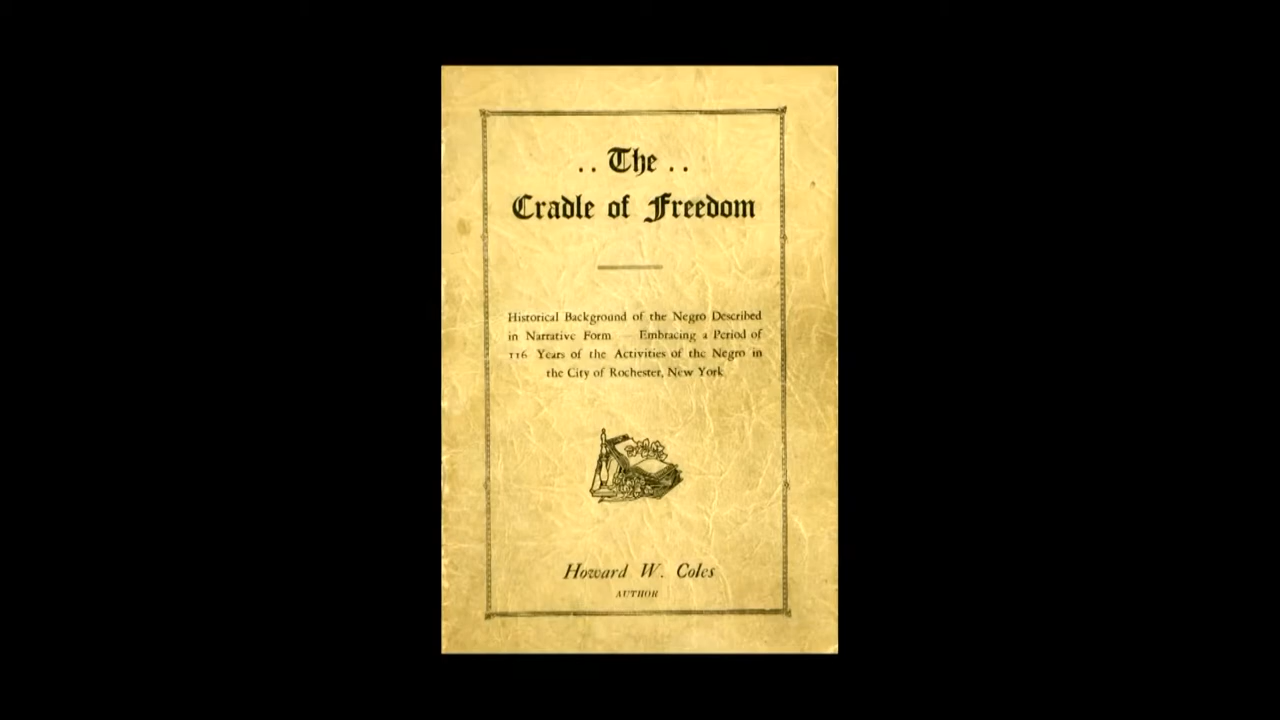 .. The ..
Cradle of Freedom
Historical Background of the Negro Described
in Narrative Form — Embracing a Period of
116 Years of the Activities of the Negro in
the City of Rochester, New York
Howard W. Coles
AUTHOR